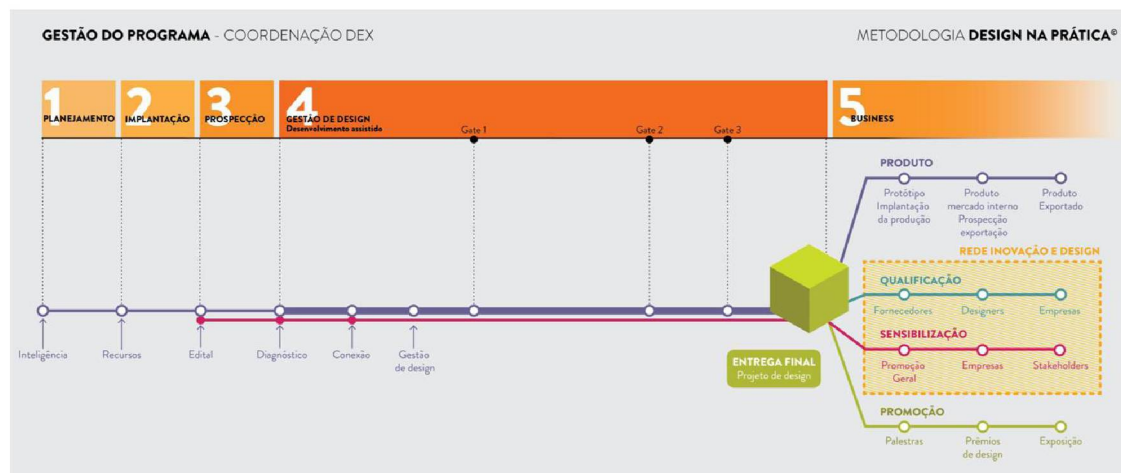 GESTÃO DO PROGRAMA - COORDENAÇÃO DEX
METODOLOGIA DESIGN NA PRÁTICA©
1
PLANEJAMENTO
2
IMPLANTAÇÃO
3
PROSPECÇÃO
4
GESTÃO DE DESIGN
Desenvolvimento assistido
5
BUSINESS
Gate 1
Gate 2
Gate 3
PRODUTO
Protótipo
Implantação
da produção
Produto
mercado interno
Prospecção
exportação
Produto
Exportado
REDE INOVAÇÃO E DESIGN
QUALIFICAÇÃO
Fornecedores
Designers
Empresas
SENSIBILIZAÇÃO
Promoção
Geral
Empresas
Stakeholders
PROMOÇÃO
Palestras
Prêmios
de design
Exposição
Inteligência
Recursos
Edital
Diagnóstico
Conexão
Gestão
de design
ENTREGA FINAL
Projeto de design